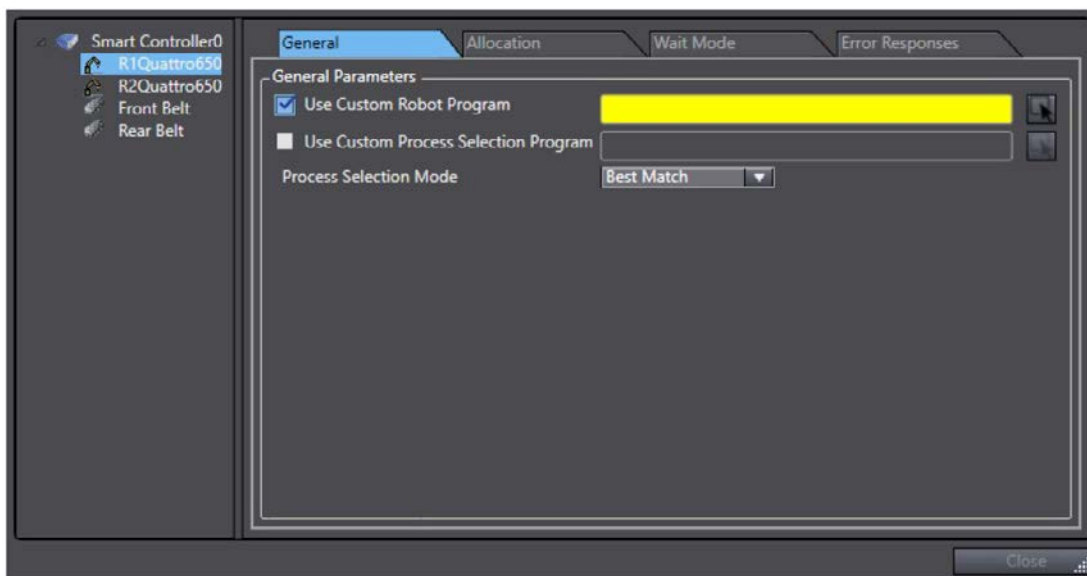 Smart Controller0
R1Quattro650
R2Quattro650
Front Belt
Rear Belt
General
Allocation
Wait Mode
Error Responses
General Parameters
Use Custom Robot Program
Use Custom Process Selection Program
Process Selection Mode
Best Match
Close